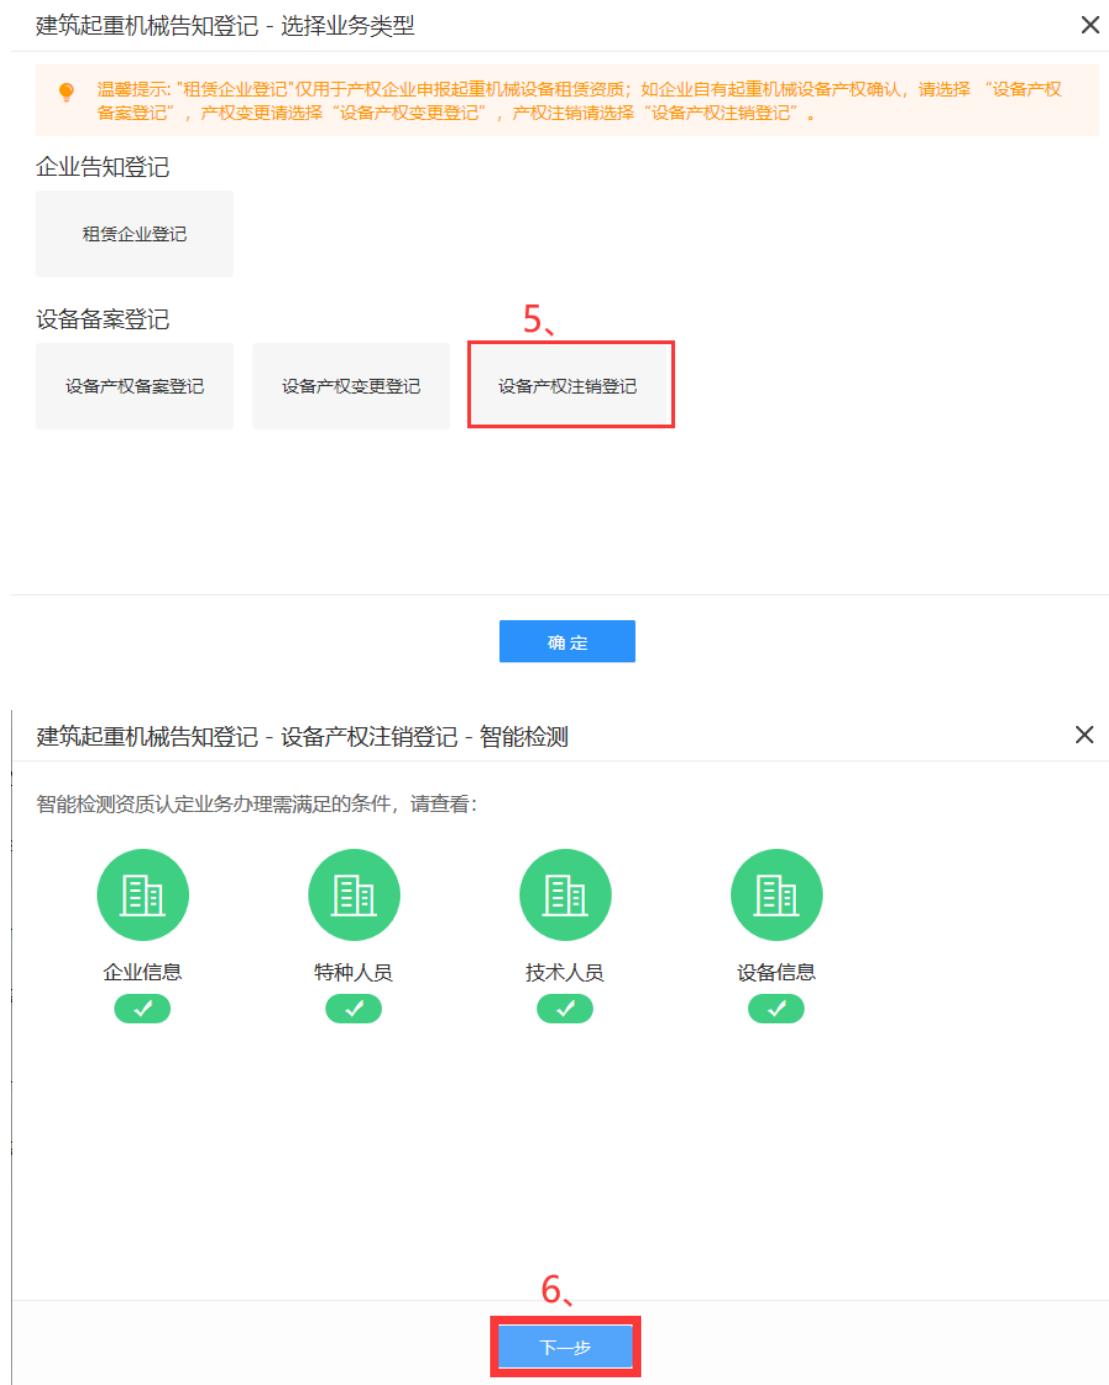 建筑起重机械告知登记 - 选择业务类型
温馨提示: "租赁企业登记"仅用于产权企业申报起重机械设备租赁资质；如企业自有起重机械设备产权确认，请选择 “设备产权
备案登记” ，产权变更请选择 “设备产权变更登记” ，产权注销请选择 “设备产权注销登记” 。
企业告知登记
租赁企业登记
设备备案登记
5、
设备产权备案登记 设备产权变更登记 设备产权注销登记
确 定
建筑起重机械告知登记 - 设备产权注销登记 - 智能检测
智能检测资质认定业务办理需满足的条件，请查看：
企业信息 特种人员 技术人员 设备信息
6、
下一步